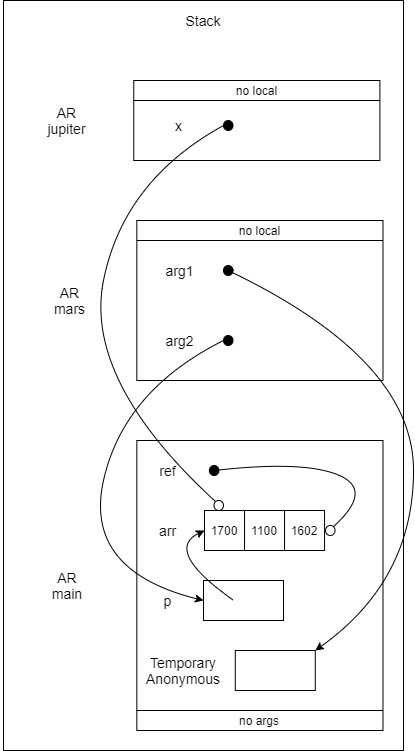 Stack
no local
AR
jupiter
x
no local
arg1
AR
mars
arg2
ref
arr
1700 1100 1602
AR
main
p
Temporary
Anonymous
no args